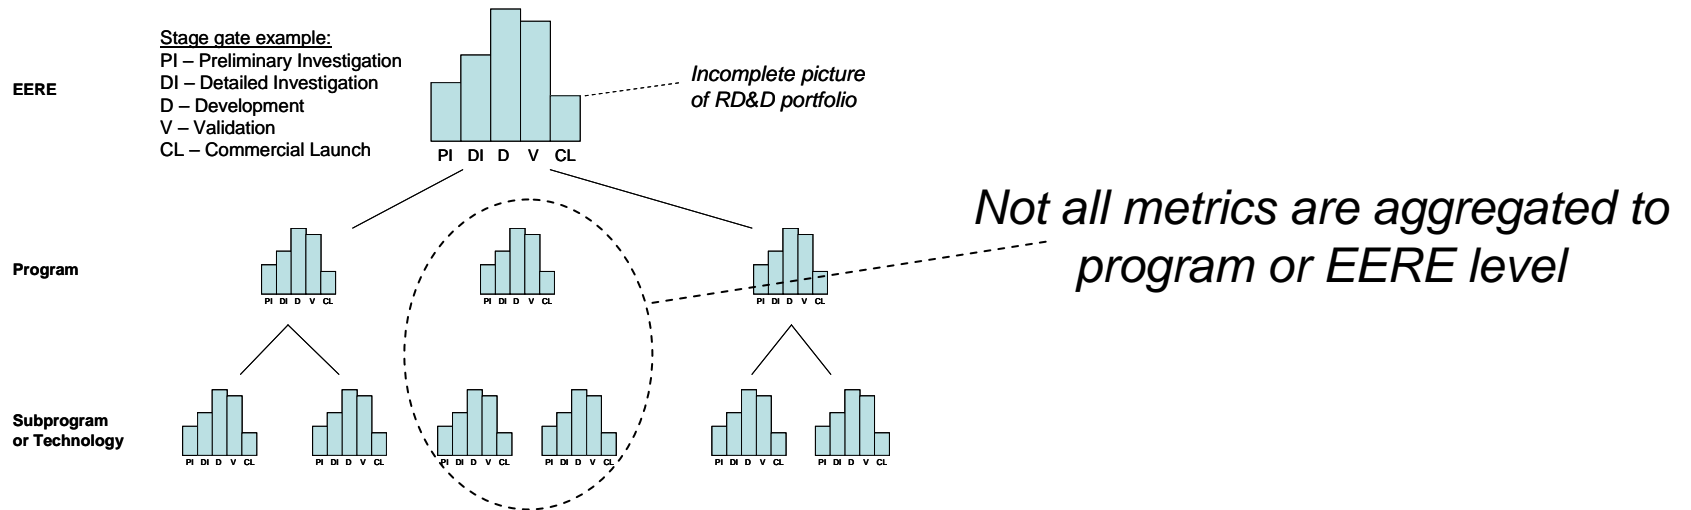 Stage gate example:
PI – Preliminary Investigation
DI – Detailed Investigation
D – Development
V – Validation
CL – Commercial Launch
EERE
Incomplete picture
of RD&D portfolio
PI DI D V CL
Not all metrics are aggregated to
program or EERE level
Program
PI DI D V CL
PI DI D V CL
PI DI D V CL
Subprogram
or Technology
PI DI D V CL
PI DI D V CL
PI DI D V CL
PI DI D V CL
PI DI D V CL
PI DI D V CL